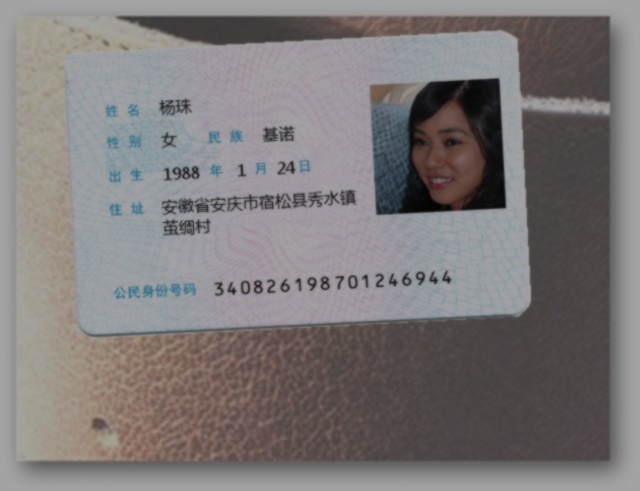 姓名 杨珠
性别 女 民族 基诺
出生 1988 年 1 月 24 日
住址 安徽省安庆市宿松县秀水镇
茧绸村
公民身份号码 340826198701246944